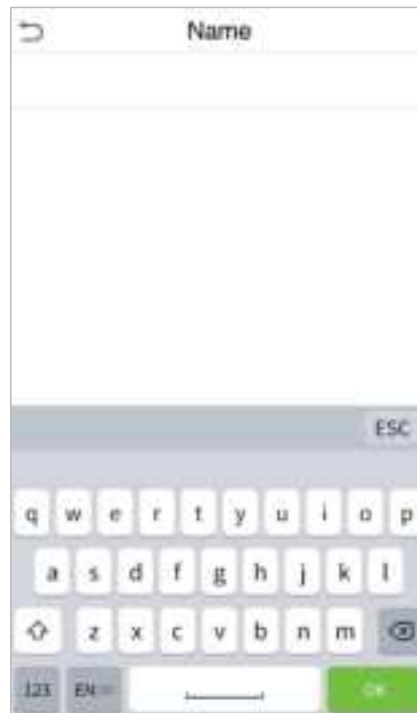 Name
ESC
q w e r t y u i o p
a s d f g h j k l
z x c v b n m
123 EN OK